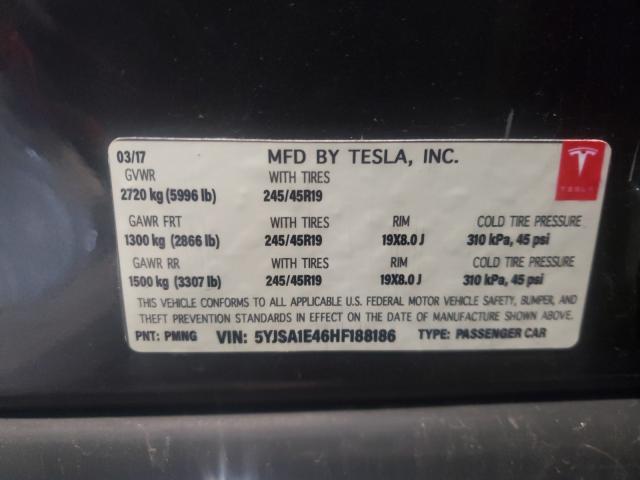 03/17 MFD BY TESLA, INC.
GVWR WITH TIRES
2720 kg (5996 lb) 245/45R19
TESLA
GAWR FRT WITH TIRES RIM COLD TIRE PRESSURE
1300 kg (2866 lb) 245/45R19 19X8.0 J 310 kPa, 45 psi
GAWR RR WITH TIRES RIM COLD TIRE PRESSURE
1500 kg (3307 lb) 245/45R19 19X8.0 J 310 kPa, 45 psi
THIS VEHICLE CONFORMS TO ALL APPLICABLE U.S. FEDERAL MOTOR VEHICLE SAFETY, BUMPER, AND
THEFT PREVENTION STANDARDS IN EFFECT ON THE DATE OF MANUFACTURE SHOWN ABOVE.
PNT: PMNG VIN: 5YJSA1E46HF188186 TYPE: PASSENGER CAR